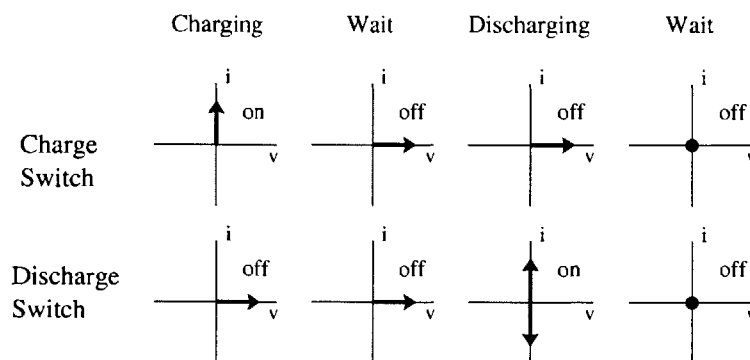 Charging Wait Discharging Wait
i i i i
on off off off
Charge
Switch
v v v v
i i i i
Discharge
Switch
off off on off
v v v v